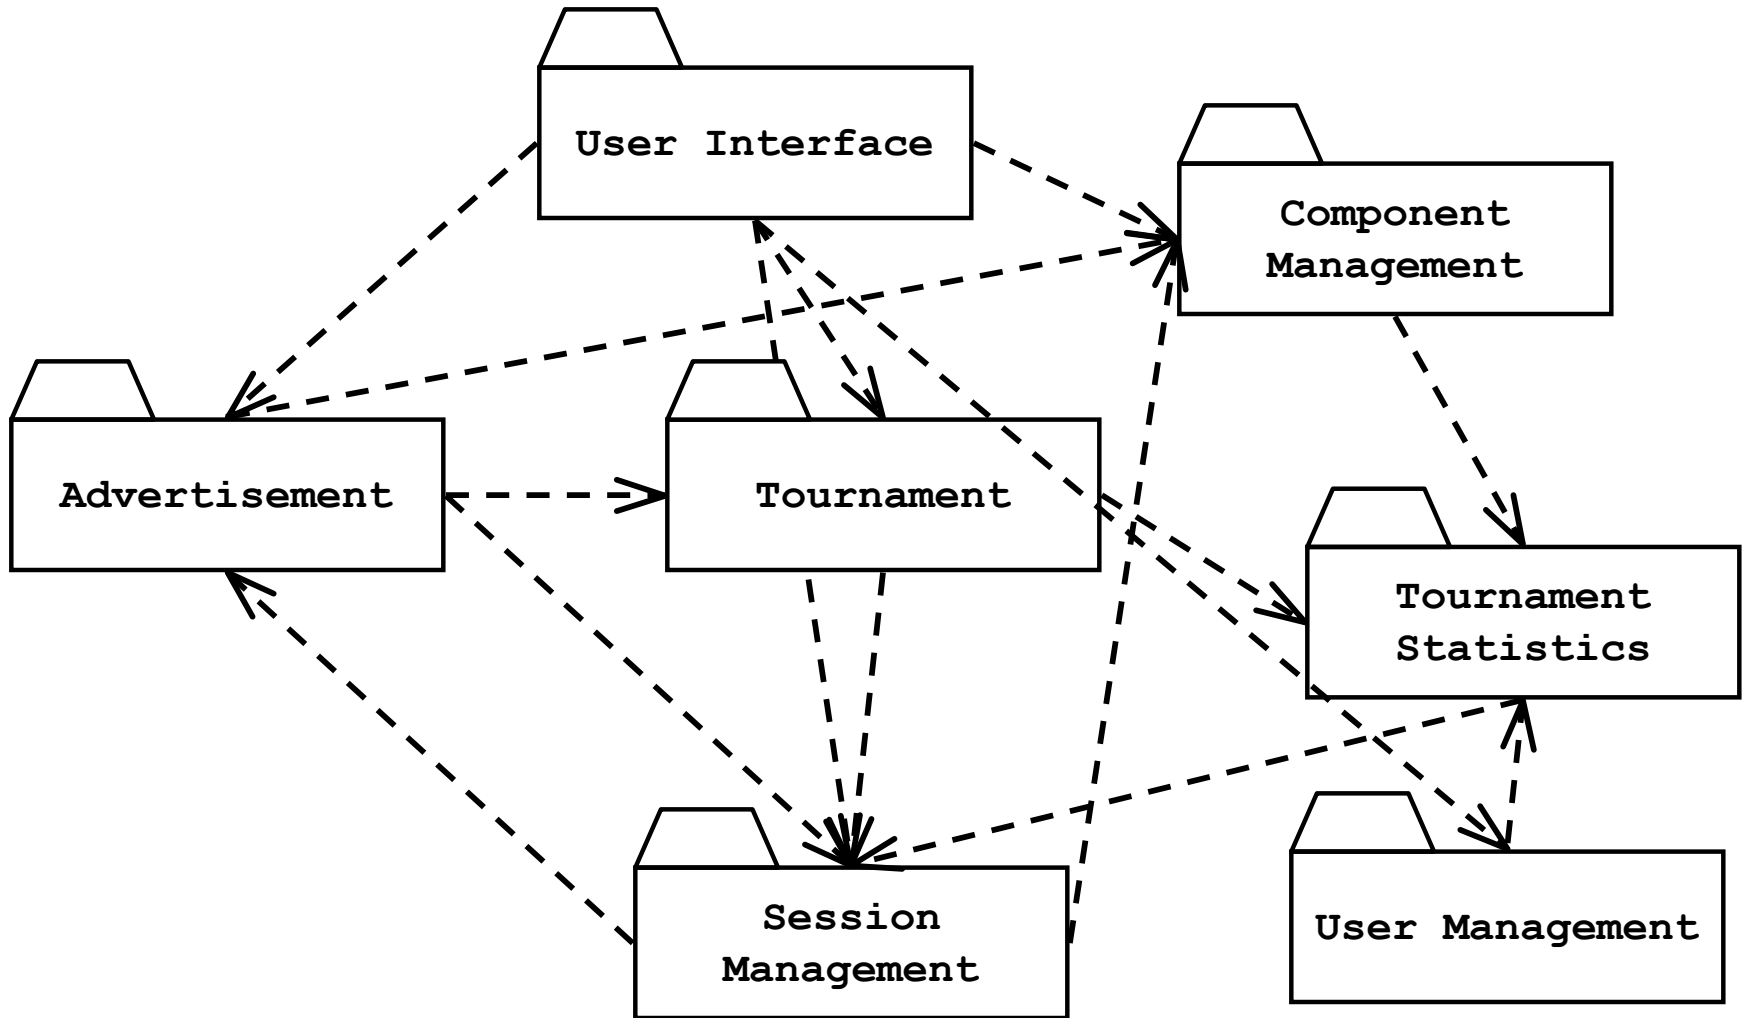 User Interface
Component
Management
Advertisement
Tournament
Tournament
Statistics
Session
Management
User Management